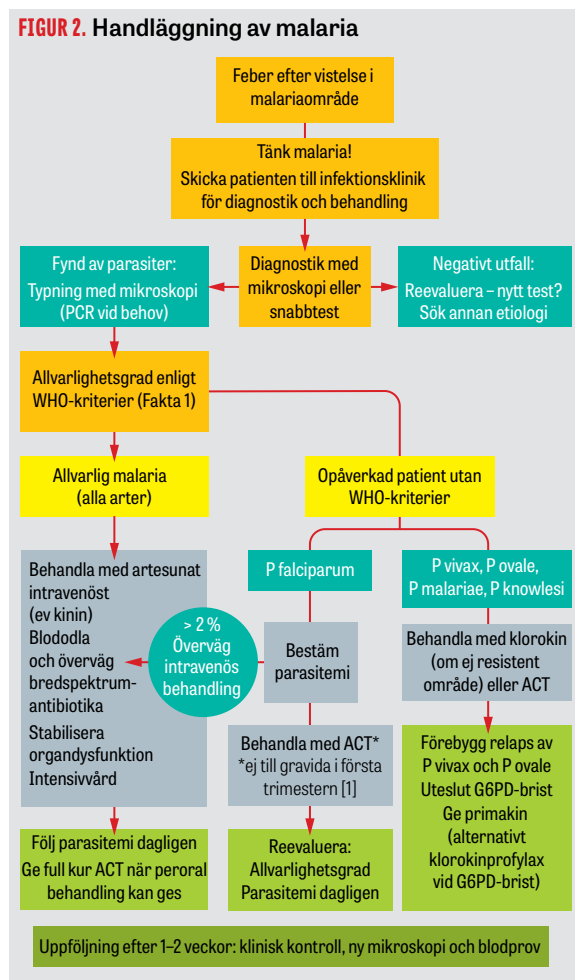 FIGUR 2. Handläggning av malaria
Feber efter vistelse i
malariaområde
Tänk malaria!
Skicka patienten till infektionsklinik
för diagnostik och behandling
Fynd av parasiter:
Typning med mikroskopi
(PCR vid behov)
Diagnostik med
mikroskopi eller
snabbtest
Negativt utfall:
Reevaluera – nytt test?
Sök annan etiologi
Allvarlighetsgrad enligt
WHO-kriterier (Fakta 1)
Allvarlig malaria
(alla arter)
Opåverkad patient utan
WHO-kriterier
Behandla med artesunat
intravenöst
(ev kinin)
Blododla
och överväg
bredspektrum-
antibiotika
Stabilisera
organdysfunktion
Intensivvård
> 2 %
Överväg
intravenös
behandling
P falciparum
Bestäm
parasitemi
Behandla med ACT*
*ej till gravida i första
trimestern [1]
P vivax, P ovale,
P malariae, P knowlesi
Behandla med klorokin
(om ej resistent
område) eller ACT
Förebygg relaps av
P vivax och P ovale
Uteslut G6PD-brist
Ge primakin
(alternativt
klorokinprofylax
vid G6PD-brist)
Följ parasitemi dagligen
Ge full kur ACT när peroral
behandling kan ges
Reevaluera:
Allvarlighetsgrad
Parasitemi dagligen
Uppföljning efter 1–2 veckor: klinisk kontroll, ny mikroskopi och blodprov